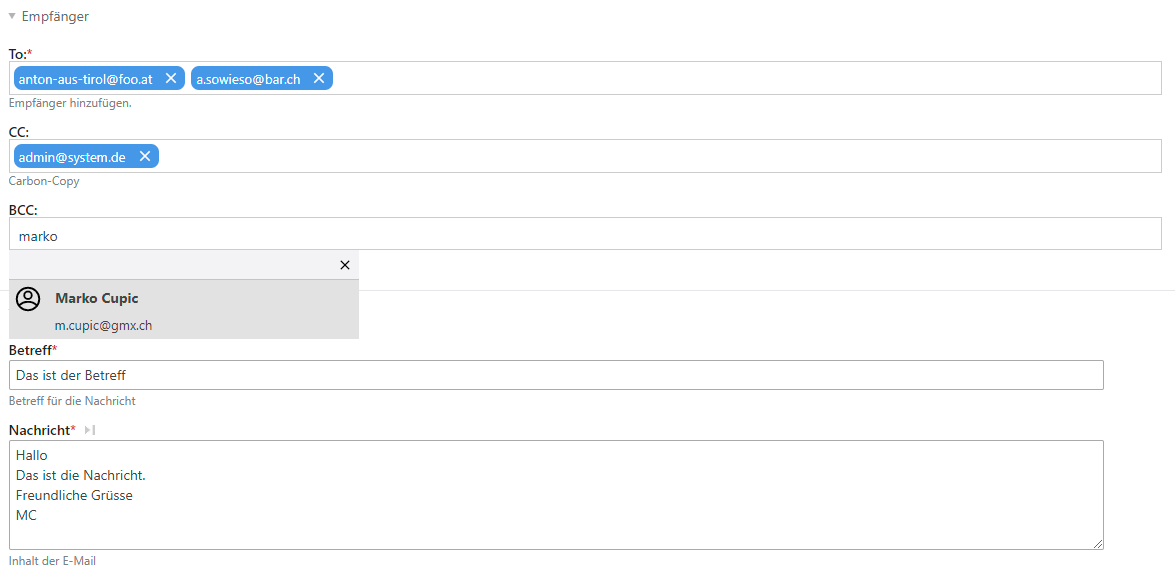 Empfänger
To:*
anton-aus-tirol@foo.at a.sowieso@bar.ch
Empfänger hinzufügen.
CC:
admin@system.de
Carbon-Copy
BCC:
marko
Marko Cupic
m.cupic@gmx.ch
Betreff*
Das ist der Betreff
Betreff für die Nachricht
Nachricht*
Hallo
Das ist die Nachricht.
Freundliche Grüsse
MC
Inhalt der E-Mail